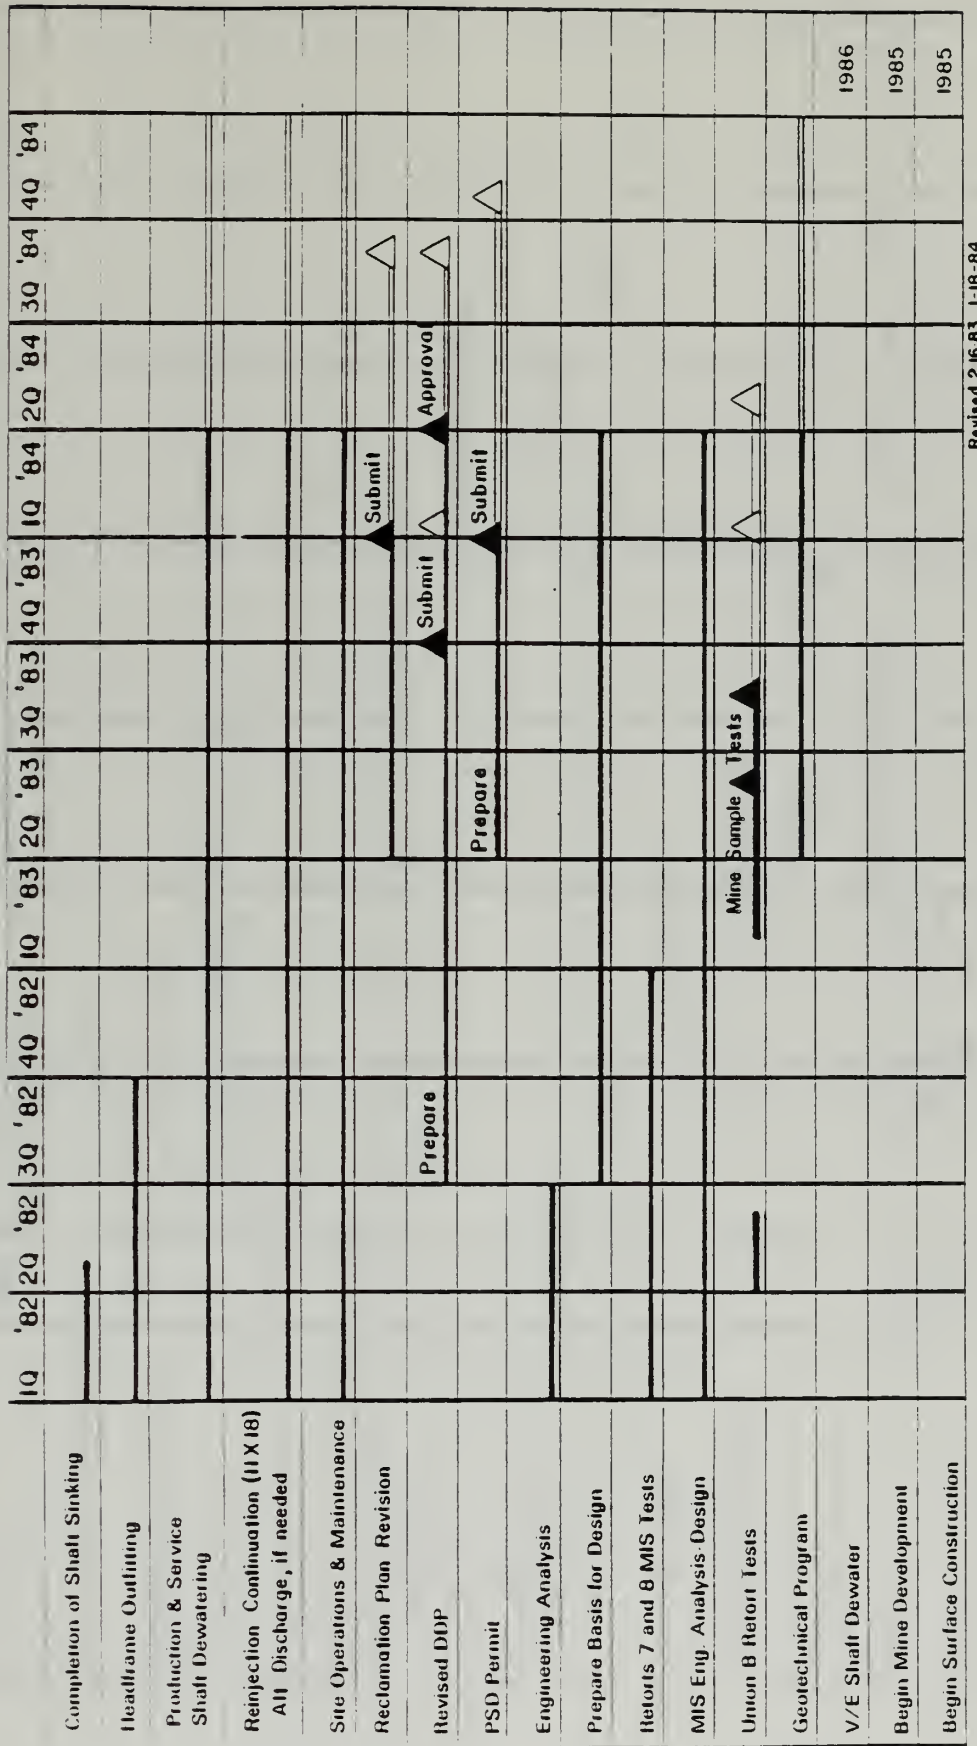 1Q '82 2Q '82 3Q '82 4Q '82 1Q '83 2Q '83 3Q '83 4Q '83 1Q '84 2Q '84 3Q '84 4Q '84
Completion of Shaft Sinking
Headframe Outfitting
Production & Service
Shaft Dewatering
Reinjection Continuation (11 X 18)
Alt Discharge, if needed
Site Operations & Maintenance
Reclamation Plan Revision
Submit
Revised DDP
Prepare
Submit
Approval
PSD Permit
Prepare
Submit
Engineering Analysis
Prepare Basis for Design
Retorts 7 and 8 MIS Tests
MIS Eng. Analysis-Design
Union B Retort Tests
Mine Sample Tests
Geotechnical Program
V/E Shaft Dewater
1986
Begin Mine Development
1985
Begin Surface Construction
1985
Revised 2-16-83, 1-18-84